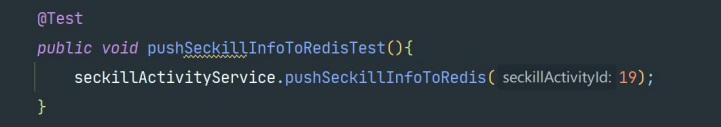 @Test
public void pushSeckillInfoToRedisTest(){
seckillActivityService.pushSeckillInfoToRedis( seckillActivityId: 19);
}